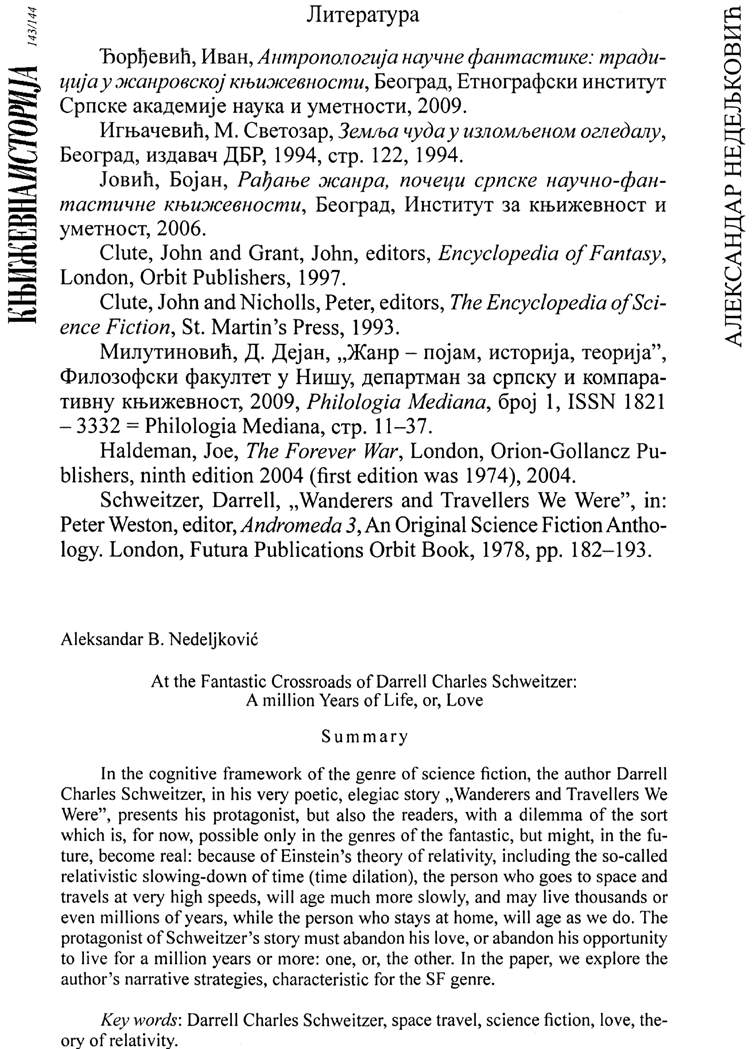 143/144
КЊИЖЕВНАИСТОРИЈА
АЛЕКСАНДАР НЕДЕЉКОВИЋ
Литература
Ђорђевић, Иван, Антропологија научне фантастике: тради-
ција у жанровској књижевности, Београд, Етнографски институт
Српске академије наука и уметности, 2009.
Игњачевић, М. Светозар, Земља чуда у изломљеном огледалу,
Београд, издавач ДБР, 1994, стр. 122, 1994.
Јовић, Бојан, Рађање жанра, почеци српске научно-фан-
тастичне књижевности, Београд, Институт за књижевност и
уметност, 2006.
Clute, John and Grant, John, editors, Encyclopedia of Fantasy,
London, Orbit Publishers, 1997.
Clute, John and Nicholls, Peter, editors, The Encyclopedia of Sci-
ence Fiction, St. Martin’s Press, 1993.
Милутиновић, Д. Дејан, „Жанр – појам, историја, теорија”,
Филозофски факултет у Нишу, департман за српску и компара-
тивну књижевност, 2009, Philologia Mediana, број 1, ISSN 1821
– 3332 = Philologia Mediana, стр. 11–37.
Haldeman, Joe, The Forever War, London, Orion-Gollancz Pu-
blishers, ninth edition 2004 (first edition was 1974), 2004.
Schweitzer, Darrell, „Wanderers and Travellers We Were”, in:
Peter Weston, editor, Andromeda 3, An Original Science Fiction Antho-
logy. London, Futura Publications Orbit Book, 1978, pp. 182–193.
Aleksandar B. Nedeljković
At the Fantastic Crossroads of Darrell Charles Schweitzer:
A million Years of Life, or, Love
Summary
In the cognitive framework of the genre of science fiction, the author Darrell
Charles Schweitzer, in his very poetic, elegiac story „Wanderers and Travellers We
Were”, presents his protagonist, but also the readers, with a dilemma of the sort
which is, for now, possible only in the genres of the fantastic, but might, in the fu-
ture, become real: because of Einstein’s theory of relativity, including the so-called
relativistic slowing-down of time (time dilation), the person who goes to space and
travels at very high speeds, will age much more slowly, and may live thousands or
even millions of years, while the person who stays at home, will age as we do. The
protagonist of Schweitzer’s story must abandon his love, or abandon his opportunity
to live for a million years or more: one, or, the other. In the paper, we explore the
author’s narrative strategies, characteristic for the SF genre.
Key words: Darrell Charles Schweitzer, space travel, science fiction, love, the-
ory of relativity.